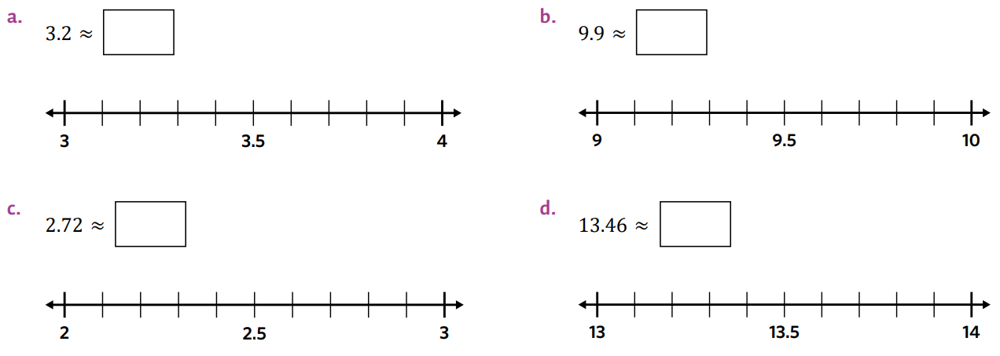 a.
3.2 ≈
3 3.5 4
b.
9.9 ≈
9 9.5 10
c.
2.72 ≈
2 2.5 3
d.
13.46 ≈
13 13.5 14